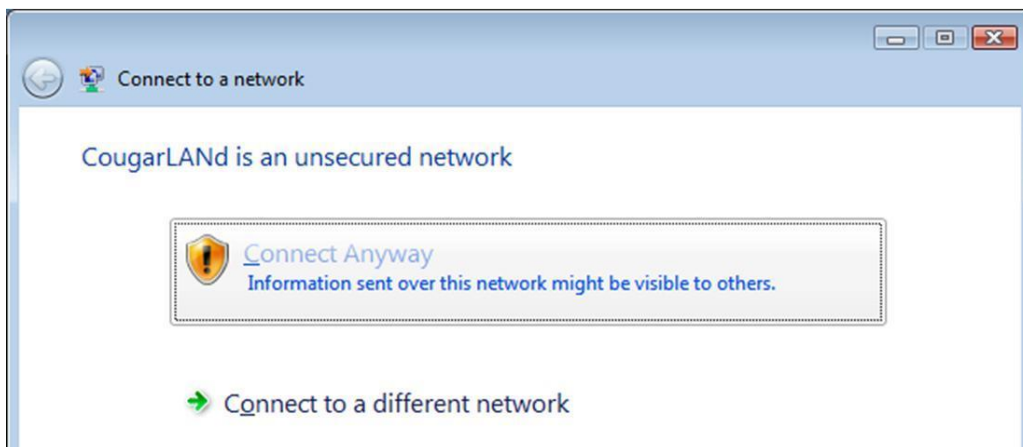 Connect to a network
CougarLANd is an unsecured network
Connect Anyway
Information sent over this network might be visible to others.
Connect to a different network